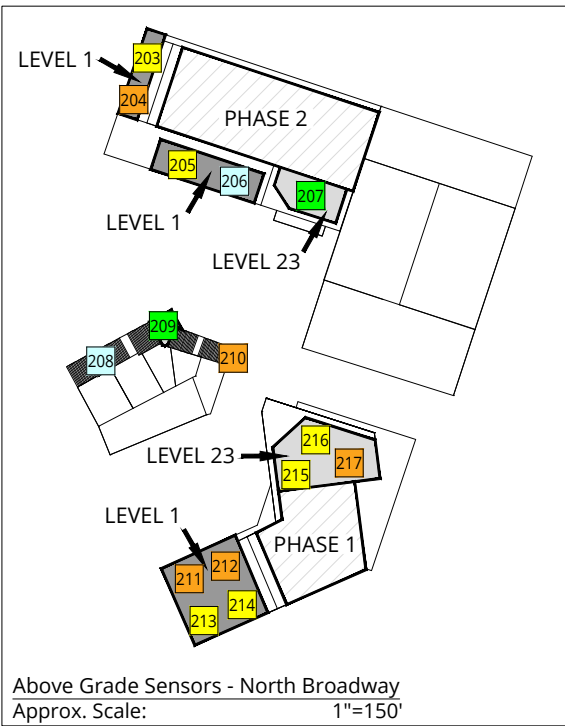 203
LEVEL 1
204
PHASE 2
205
206
207
LEVEL 1
LEVEL 23
209
208
210
216
LEVEL 23
217
215
LEVEL 1
PHASE 1
212
211
214
213
Above Grade Sensors - North Broadway
Approx. Scale: 1"=150'